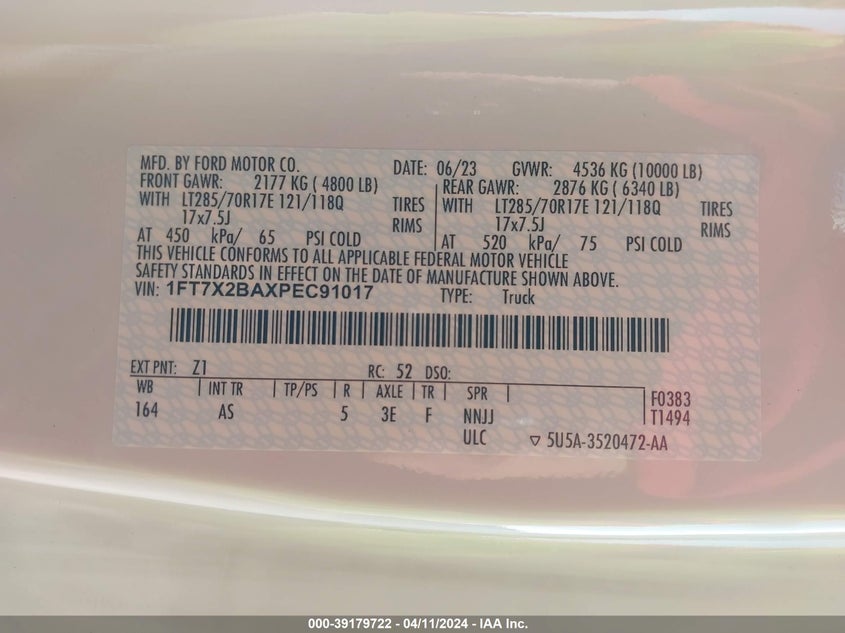 MFD. BY FORD MOTOR CO. DATE: 06/23 GVWR: 4536 KG (10000 LB)
FRONT GAWR: 2177 KG ( 4800 LB) REAR GAWR: 2876 KG ( 6340 LB)
WITH LT285/70R17E 121/118Q TIRES WITH LT285/70R17E 121/118Q TIRES
17x7.5J RIMS 17x7.5J RIMS
AT 450 kPa/ 65 PSI COLD AT 520 kPa/ 75 PSI COLD
THIS VEHICLE CONFORMS TO ALL APPLICABLE FEDERAL MOTOR VEHICLE
SAFETY STANDARDS IN EFFECT ON THE DATE OF MANUFACTURE SHOWN ABOVE.
VIN: 1FT7X2BAXPEC91017 TYPE: Truck
EXT PNT: Z1 RC: 52 DSO:
WB INT TR TP/PS R AXLE TR SPR F0383
164 AS 5 3E F NNJJ T1494
ULC ▽ 5U5A-3520472-AA
000-39179722 - 04/11/2024 - IAA Inc.